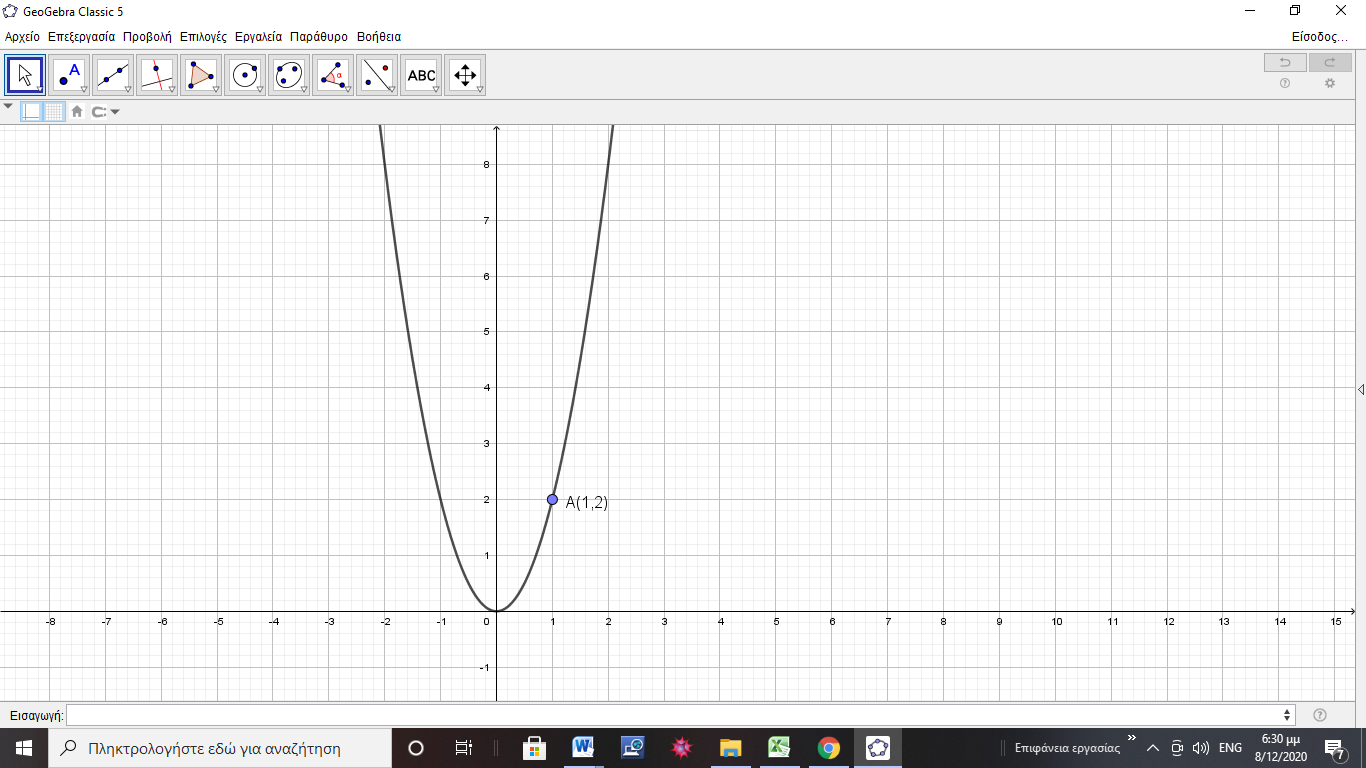 GeoGebra Classic 5
Αρχείο Επεξεργασία Προβολή Επιλογές Εργαλεία Παράθυρο Βοήθεια Είσοδος...
A α ABC
8
7
6
5
4
3
2 A(1,2)
1
-8 -7 -6 -5 -4 -3 -2 -1 0 1 2 3 4 5 6 7 8 9 10 11 12 13 14 15
-1
Εισαγωγή:
Πληκτρολογήστε εδώ για αναζήτηση
Επιφάνεια εργασίας
ENG
6:30 μμ
8/12/2020
7